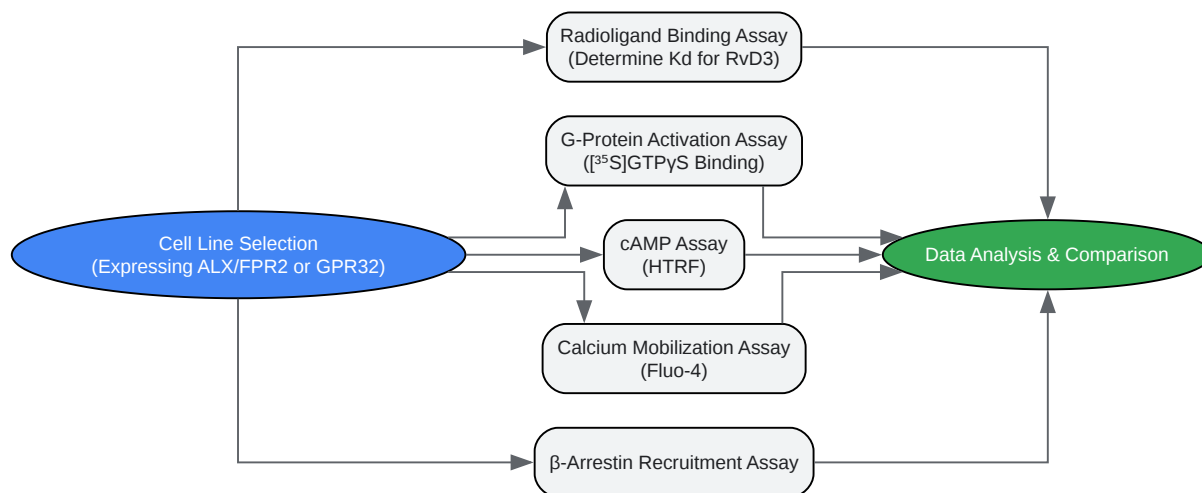 Radioligand Binding Assay
(Determine Kd for RvD3)
G-Protein Activation Assay
([³⁵S]GTPγS Binding)
Cell Line Selection
(Expressing ALX/FPR2 or GPR32)
cAMP Assay
(HTRF)
Data Analysis & Comparison
Calcium Mobilization Assay
(Fluo-4)
β-Arrestin Recruitment Assay